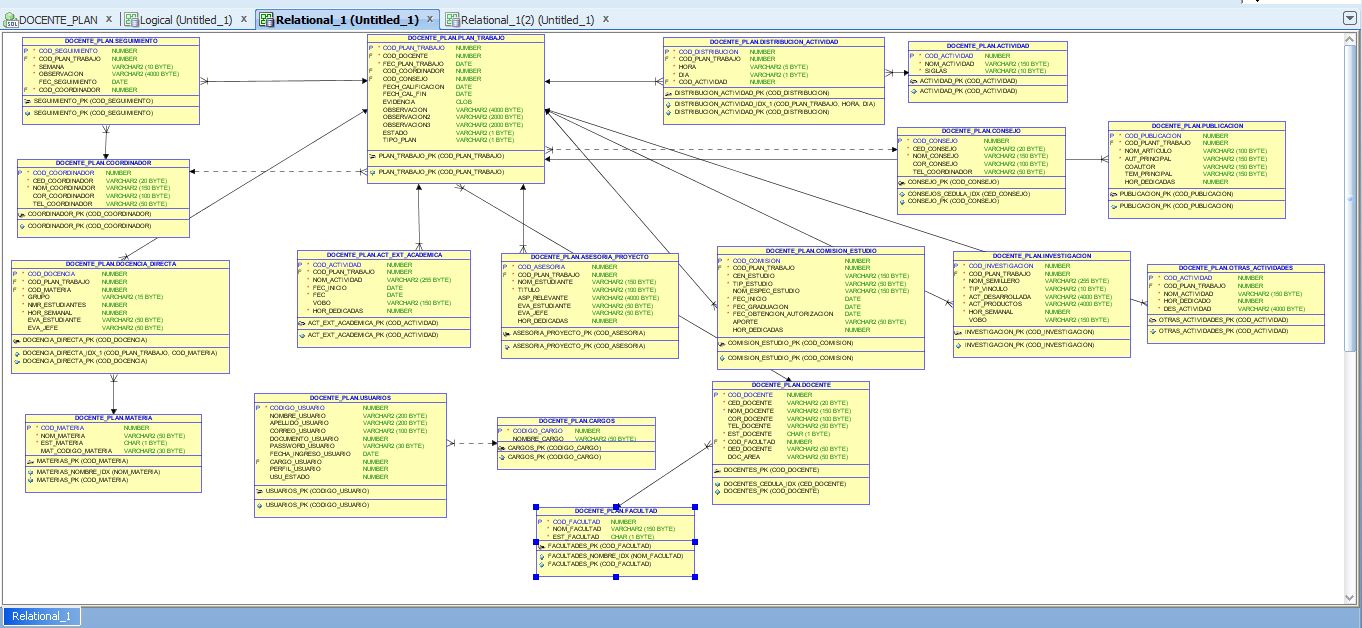 DOCENTE_PLAN
Logical (Untitled_1)
Relational_1 (Untitled_1)
Relational_1(2) (Untitled_1)
DOCENTE_PLAN.SEGUIMIENTO
P * COD_SEGUIMIENTO NUMBER
F * COD_PLAN_TRABAJO NUMBER
* SEMANA VARCHAR2 (10 BYTE)
* OBSERVACION VARCHAR2 (4000 BYTE)
FEC_SEGUIMIENTO DATE
F * COD_COORDINADOR NUMBER
SEGUIMIENTO_PK (COD_SEGUIMIENTO)
SEGUIMIENTO_PK (COD_SEGUIMIENTO)
DOCENTE_PLAN.PLAN_TRABAJO
P * COD_PLAN_TRABAJO NUMBER
F * COD_DOCENTE NUMBER
* FEC_PLAN_TRABAJO DATE
F COD_COORDINADOR NUMBER
F COD_CONSEJO NUMBER
FECH_CALIFICACION DATE
FECH_CAL_FIN DATE
EVIDENCIA CLOB
OBSERVACION VARCHAR2 (4000 BYTE)
OBSERVACION2 VARCHAR2 (2000 BYTE)
OBSERVACION3 VARCHAR2 (2000 BYTE)
ESTADO VARCHAR2 (1 BYTE)
TIPO_PLAN VARCHAR2 (1 BYTE)
PLAN_TRABAJO_PK (COD_PLAN_TRABAJO)
PLAN_TRABAJO_PK (COD_PLAN_TRABAJO)
DOCENTE_PLAN.DISTRIBUCION_ACTIVIDAD
P * COD_DISTRIBUCION NUMBER
F * COD_PLAN_TRABAJO NUMBER
* HORA VARCHAR2 (5 BYTE)
* DIA VARCHAR2 (1 BYTE)
F * COD_ACTIVIDAD NUMBER
DISTRIBUCION_ACTIVIDAD_PK (COD_DISTRIBUCION)
DISTRIBUCION_ACTIVIDAD_IDX_1 (COD_PLAN_TRABAJO, HORA, DIA)
DISTRIBUCION_ACTIVIDAD_PK (COD_DISTRIBUCION)
DOCENTE_PLAN.ACTIVIDAD
P * COD_ACTIVIDAD NUMBER
* NOM_ACTIVIDAD VARCHAR2 (150 BYTE)
* SIGLAS VARCHAR2 (10 BYTE)
ACTIVIDAD_PK (COD_ACTIVIDAD)
ACTIVIDAD_PK (COD_ACTIVIDAD)
DOCENTE_PLAN.CONSEJO
P * COD_CONSEJO NUMBER
* CED_CONSEJO VARCHAR2 (20 BYTE)
* NOM_CONSEJO VARCHAR2 (150 BYTE)
* COR_CONSEJO VARCHAR2 (100 BYTE)
TEL_COORDINADOR VARCHAR2 (50 BYTE)
CONSEJO_PK (COD_CONSEJO)
CONSEJOS_CEDULA_IDX (CED_CONSEJO)
CONSEJO_PK (COD_CONSEJO)
DOCENTE_PLAN.PUBLICACION
P * COD_PUBLICACION NUMBER
F * COD_PLANT_TRABAJO NUMBER
* NOM_ARTICULO VARCHAR2 (100 BYTE)
* AUT_PRINCIPAL VARCHAR2 (150 BYTE)
COAUTOR VARCHAR2 (150 BYTE)
* TEM_PRINCIPAL VARCHAR2 (150 BYTE)
HOR_DEDICADAS NUMBER
PUBLICACION_PK (COD_PUBLICACION)
PUBLICACION_PK (COD_PUBLICACION)
DOCENTE_PLAN.COORDINADOR
P * COD_COORDINADOR NUMBER
* CED_COORDINADOR VARCHAR2 (20 BYTE)
* NOM_COORDINADOR VARCHAR2 (150 BYTE)
* COR_COORDINADOR VARCHAR2 (100 BYTE)
* TEL_COORDINADOR VARCHAR2 (50 BYTE)
COORDINADOR_PK (COD_COORDINADOR)
COORDINADOR_PK (COD_COORDINADOR)
DOCENTE_PLAN.DOCENCIA_DIRECTA
P * COD_DOCENCIA NUMBER
F * COD_PLAN_TRABAJO NUMBER
F * COD_MATERIA NUMBER
* GRUPO VARCHAR2 (15 BYTE)
* NMR_ESTUDIANTES NUMBER
* HOR_SEMANAL NUMBER
EVA_ESTUDIANTE VARCHAR2 (50 BYTE)
EVA_JEFE VARCHAR2 (50 BYTE)
DOCENCIA_DIRECTA_PK (COD_DOCENCIA)
DOCENCIA_DIRECTA_IDX_1 (COD_PLAN_TRABAJO, COD_MATERIA)
DOCENCIA_DIRECTA_PK (COD_DOCENCIA)
DOCENTE_PLAN.ACT_EXT_ACADEMICA
P * COD_ACTIVIDAD NUMBER
F * COD_PLAN_TRABAJO NUMBER
* NOM_ACTIVIDAD VARCHAR2 (255 BYTE)
* FEC_INICIO DATE
* FEC DATE
VOBO VARCHAR2 (150 BYTE)
* HOR_DEDICADAS NUMBER
ACT_EXT_ACADEMICA_PK (COD_ACTIVIDAD)
ACT_EXT_ACADEMICA_PK (COD_ACTIVIDAD)
DOCENTE_PLAN.ASESORIA_PROYECTO
P * COD_ASESORIA NUMBER
F * COD_PLAN_TRABAJO NUMBER
* NOM_ESTUDIANTE VARCHAR2 (150 BYTE)
* TITULO VARCHAR2 (100 BYTE)
ASP_RELEVANTE VARCHAR2 (4000 BYTE)
EVA_ESTUDIANTE VARCHAR2 (50 BYTE)
EVA_JEFE VARCHAR2 (50 BYTE)
* HOR_DEDICADAS NUMBER
ASESORIA_PROYECTO_PK (COD_ASESORIA)
ASESORIA_PROYECTO_PK (COD_ASESORIA)
DOCENTE_PLAN.COMISION_ESTUDIO
P * COD_COMISION NUMBER
F * COD_PLAN_TRABAJO NUMBER
* CEN_ESTUDIO VARCHAR2 (150 BYTE)
* TIP_ESTUDIO VARCHAR2 (50 BYTE)
NOM_ESPEC_ESTUDIO VARCHAR2 (150 BYTE)
* FEC_INICIO DATE
* FEC_GRADUACION DATE
* FEC_OBTENCION_AUTORIZACION DATE
APORTE VARCHAR2 (50 BYTE)
* HOR_DEDICADAS NUMBER
COMISION_ESTUDIO_PK (COD_COMISION)
COMISION_ESTUDIO_PK (COD_COMISION)
DOCENTE_PLAN.INVESTIGACION
P * COD_INVESTIGACION NUMBER
F * COD_PLAN_TRABAJO NUMBER
* NOM_SEMILLERO VARCHAR2 (255 BYTE)
* TIP_VINCULO VARCHAR2 (10 BYTE)
* ACT_DESARROLLADA VARCHAR2 (4000 BYTE)
* ACT_PRODUCTOS VARCHAR2 (4000 BYTE)
* HOR_SEMANAL NUMBER
VOBO VARCHAR2 (150 BYTE)
INVESTIGACION_PK (COD_INVESTIGACION)
INVESTIGACION_PK (COD_INVESTIGACION)
DOCENTE_PLAN.OTRAS_ACTIVIDADES
P * COD_ACTIVIDAD NUMBER
F * COD_PLAN_TRABAJO NUMBER
* NOM_ACTIVIDAD VARCHAR2 (150 BYTE)
* HOR_DEDICADO NUMBER
* DES_ACTIVIDAD VARCHAR2 (4000 BYTE)
OTRAS_ACTIVIDADES_PK (COD_ACTIVIDAD)
OTRAS_ACTIVIDADES_PK (COD_ACTIVIDAD)
DOCENTE_PLAN.MATERIA
P * COD_MATERIA NUMBER
* NOM_MATERIA VARCHAR2 (50 BYTE)
* EST_MATERIA CHAR (1 BYTE)
MAT_CODIGO_MATERIA VARCHAR2 (30 BYTE)
MATERIAS_PK (COD_MATERIA)
MATERIAS_NOMBRE_IDX (NOM_MATERIA)
MATERIAS_PK (COD_MATERIA)
DOCENTE_PLAN.USUARIOS
P * CODIGO_USUARIO NUMBER
NOMBRE_USUARIO VARCHAR2 (200 BYTE)
APELLIDO_USUARIO VARCHAR2 (200 BYTE)
CORREO_USUARIO VARCHAR2 (100 BYTE)
DOCUMENTO_USUARIO NUMBER
PASSWORD_USUARIO VARCHAR2 (30 BYTE)
FECHA_INGRESO_USUARIO DATE
F CARGO_USUARIO NUMBER
PERFIL_USUARIO NUMBER
USU_ESTADO NUMBER
USUARIOS_PK (CODIGO_USUARIO)
USUARIOS_PK (CODIGO_USUARIO)
DOCENTE_PLAN.CARGOS
P * CODIGO_CARGO NUMBER
NOMBRE_CARGO VARCHAR2 (50 BYTE)
CARGOS_PK (CODIGO_CARGO)
CARGOS_PK (CODIGO_CARGO)
DOCENTE_PLAN.DOCENTE
P * COD_DOCENTE NUMBER
* CED_DOCENTE VARCHAR2 (20 BYTE)
* NOM_DOCENTE VARCHAR2 (150 BYTE)
* COR_DOCENTE VARCHAR2 (100 BYTE)
TEL_DOCENTE VARCHAR2 (50 BYTE)
* EST_DOCENTE CHAR (1 BYTE)
F * COD_FACULTAD NUMBER
* DED_DOCENTE VARCHAR2 (50 BYTE)
DOC_AREA VARCHAR2 (50 BYTE)
DOCENTES_PK (COD_DOCENTE)
DOCENTES_CEDULA_IDX (CED_DOCENTE)
DOCENTES_PK (COD_DOCENTE)
DOCENTE_PLAN.FACULTAD
P * COD_FACULTAD NUMBER
* NOM_FACULTAD VARCHAR2 (150 BYTE)
* EST_FACULTAD CHAR (1 BYTE)
FACULTADES_PK (COD_FACULTAD)
FACULTADES_NOMBRE_IDX (NOM_FACULTAD)
FACULTADES_PK (COD_FACULTAD)
Relational_1